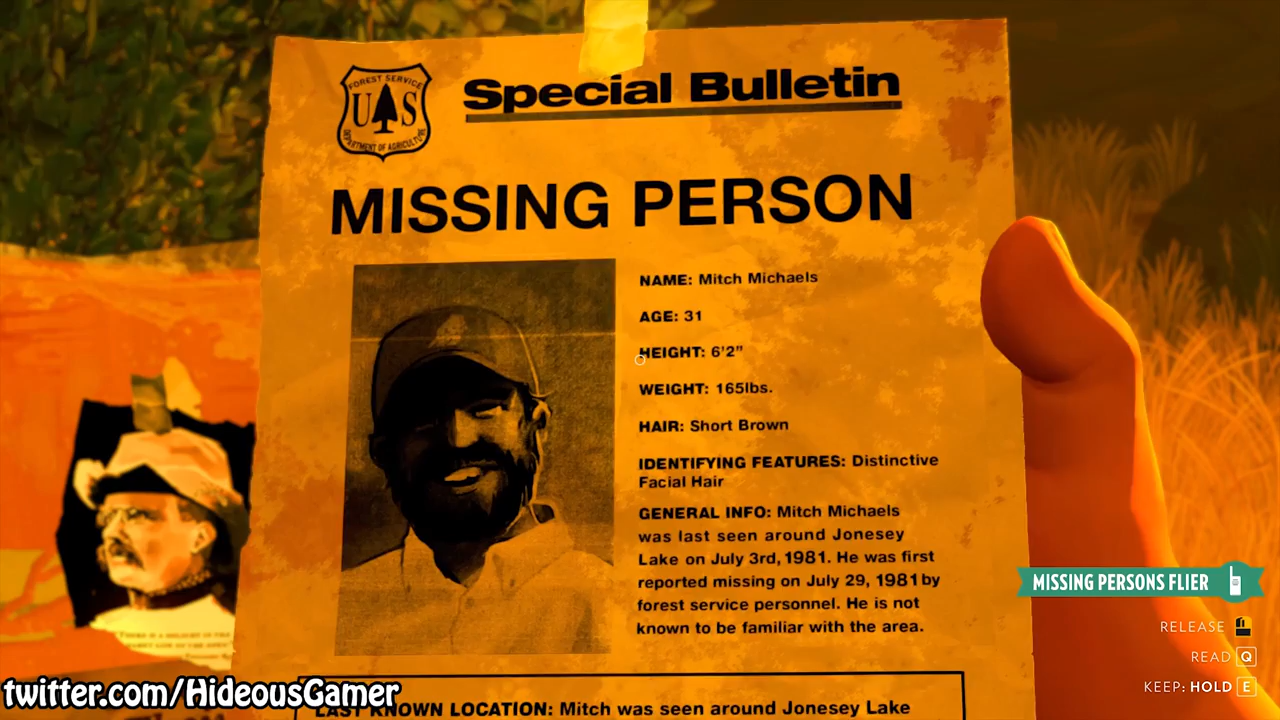 FOREST SERVICE
U S
DEPARTMENT OF AGRICULTURE
Special Bulletin
MISSING PERSON
NAME: Mitch Michaels
AGE: 31
HEIGHT: 6'2"
WEIGHT: 165lbs.
HAIR: Short Brown
IDENTIFYING FEATURES: Distinctive
Facial Hair
GENERAL INFO: Mitch Michaels
was last seen around Jonesey
Lake on July 3rd, 1981. He was first
reported missing on July 29, 1981 by
forest service personnel. He is not
known to be familiar with the area.
LAST KNOWN LOCATION: Mitch was seen around Jonesey Lake
MISSING PERSONS FLIER
RELEASE
READ Q
KEEP: HOLD E
twitter.com/HideousGamer